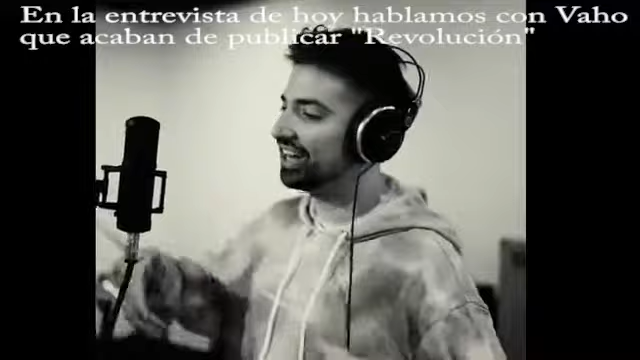 En la entrevista de hoy hablamos con Vaho
que acaban de publicar "Revolución"